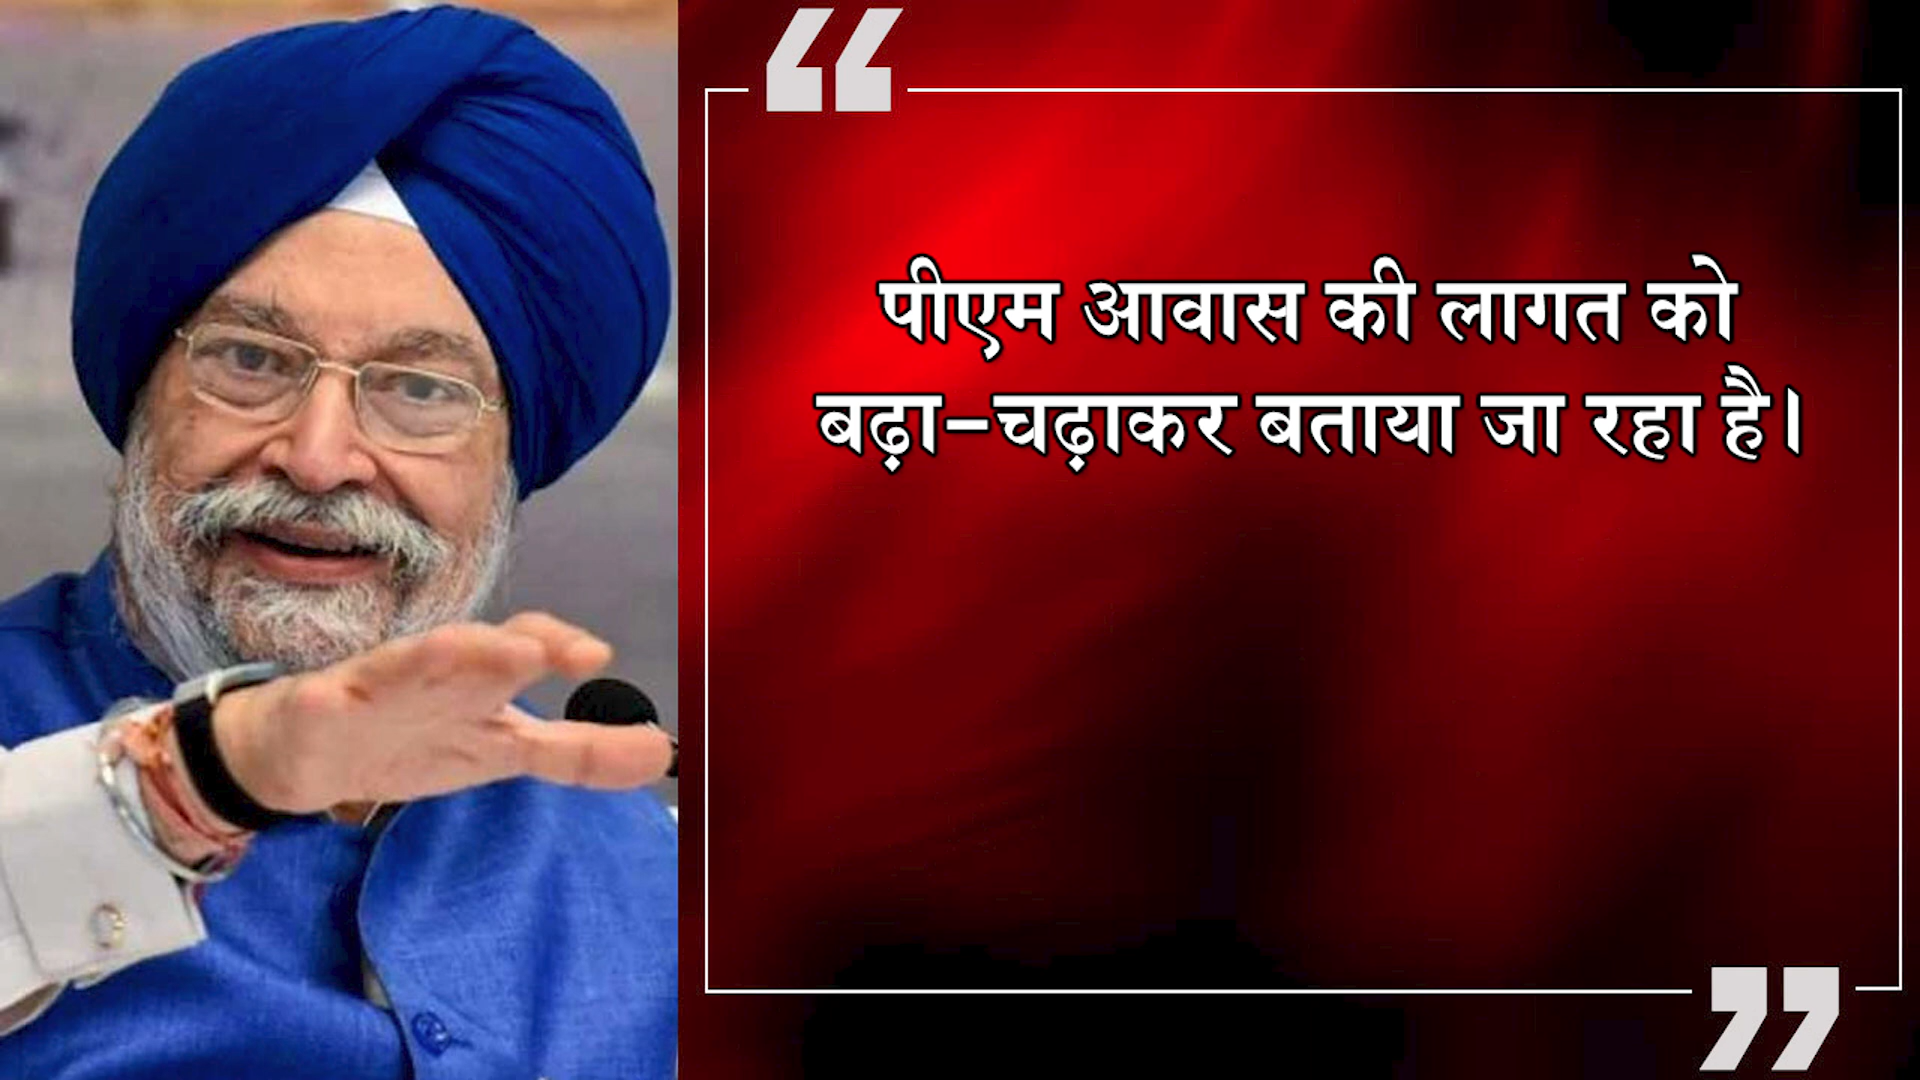 “
पीएम आवास की लागत को
बढ़ा-चढ़ाकर बताया जा रहा है।
”